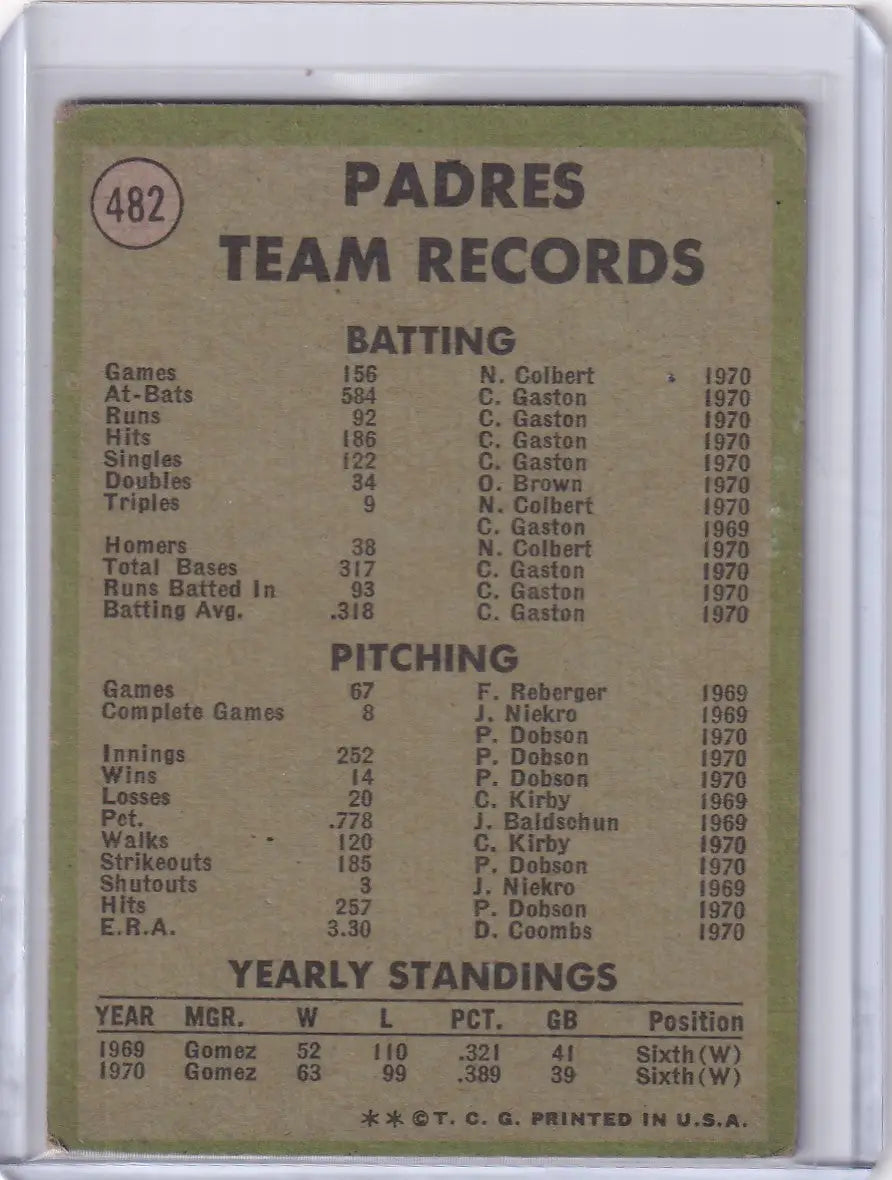 482
PADRES
TEAM RECORDS
BATTING
Games 156 N. Colbert 1970
At-Bats 584 C. Gaston 1970
Runs 92 C. Gaston 1970
Hits 186 C. Gaston 1970
Singles 122 C. Gaston 1970
Doubles 34 O. Brown 1970
Triples 9 N. Colbert 1970
C. Gaston 1969
Homers 38 N. Colbert 1970
Total Bases 317 C. Gaston 1970
Runs Batted In 93 C. Gaston 1970
Batting Avg. .318 C. Gaston 1970
PITCHING
Games 67 F. Reberger 1969
Complete Games 8 J. Niekro 1969
P. Dobson 1970
Innings 252 P. Dobson 1970
Wins 14 P. Dobson 1970
Losses 20 C. Kirby 1969
Pct. .778 J. Baldschun 1969
Walks 120 C. Kirby 1970
Strikeouts 185 P. Dobson 1970
Shutouts 3 J. Niekro 1969
Hits 257 P. Dobson 1970
E.R.A. 3.30 D. Coombs 1970
YEARLY STANDINGS
YEAR MGR. W L PCT. GB Position
1969 Gomez 52 110 .321 41 Sixth (W)
1970 Gomez 63 99 .389 39 Sixth (W)
** © T. C. G. PRINTED IN U.S.A.